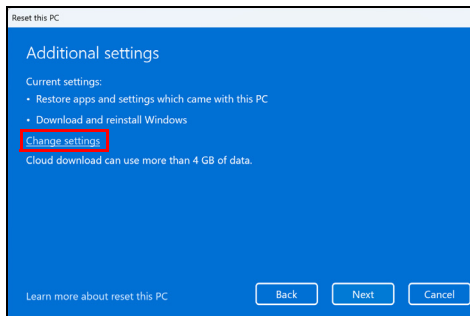 Reset this PC
Additional settings
Current settings:
• Restore apps and settings which came with this PC
• Download and reinstall Windows
Change settings
Cloud download can use more than 4 GB of data.
Learn more about reset this PC
Back
Next
Cancel